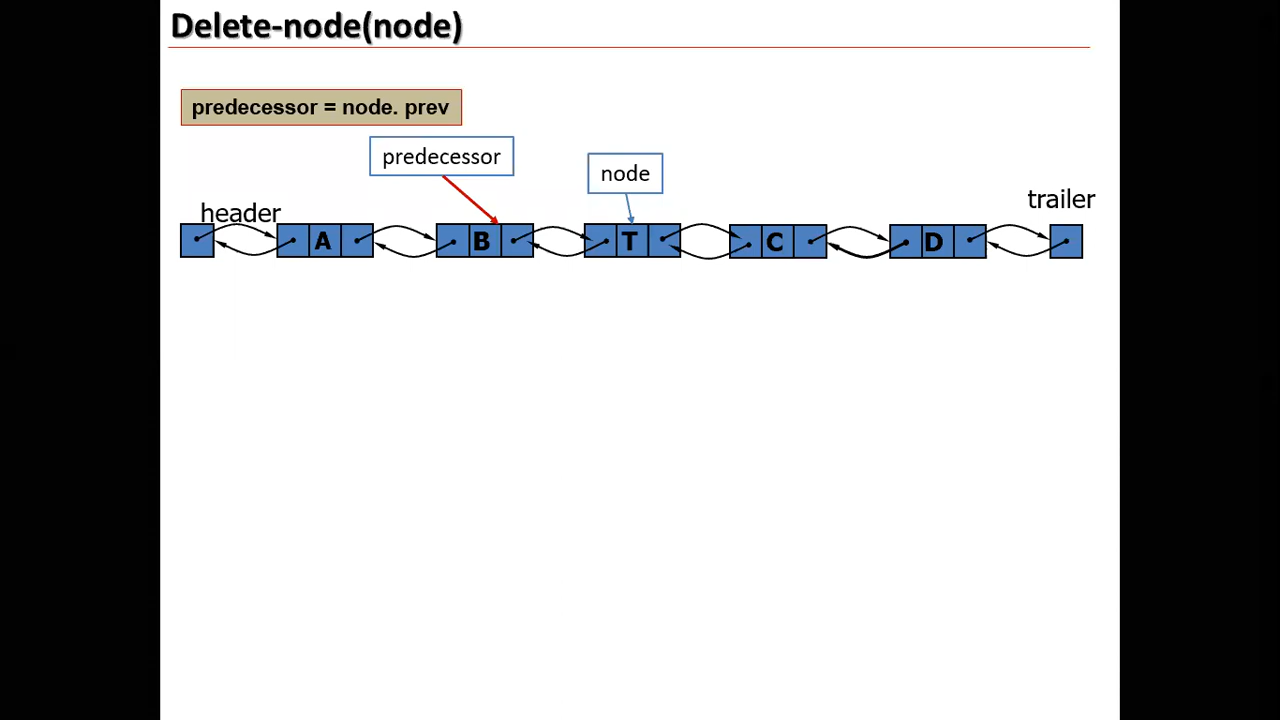 Delete-node(node)
predecessor = node. prev
predecessor
node
header
trailer
A B T C D